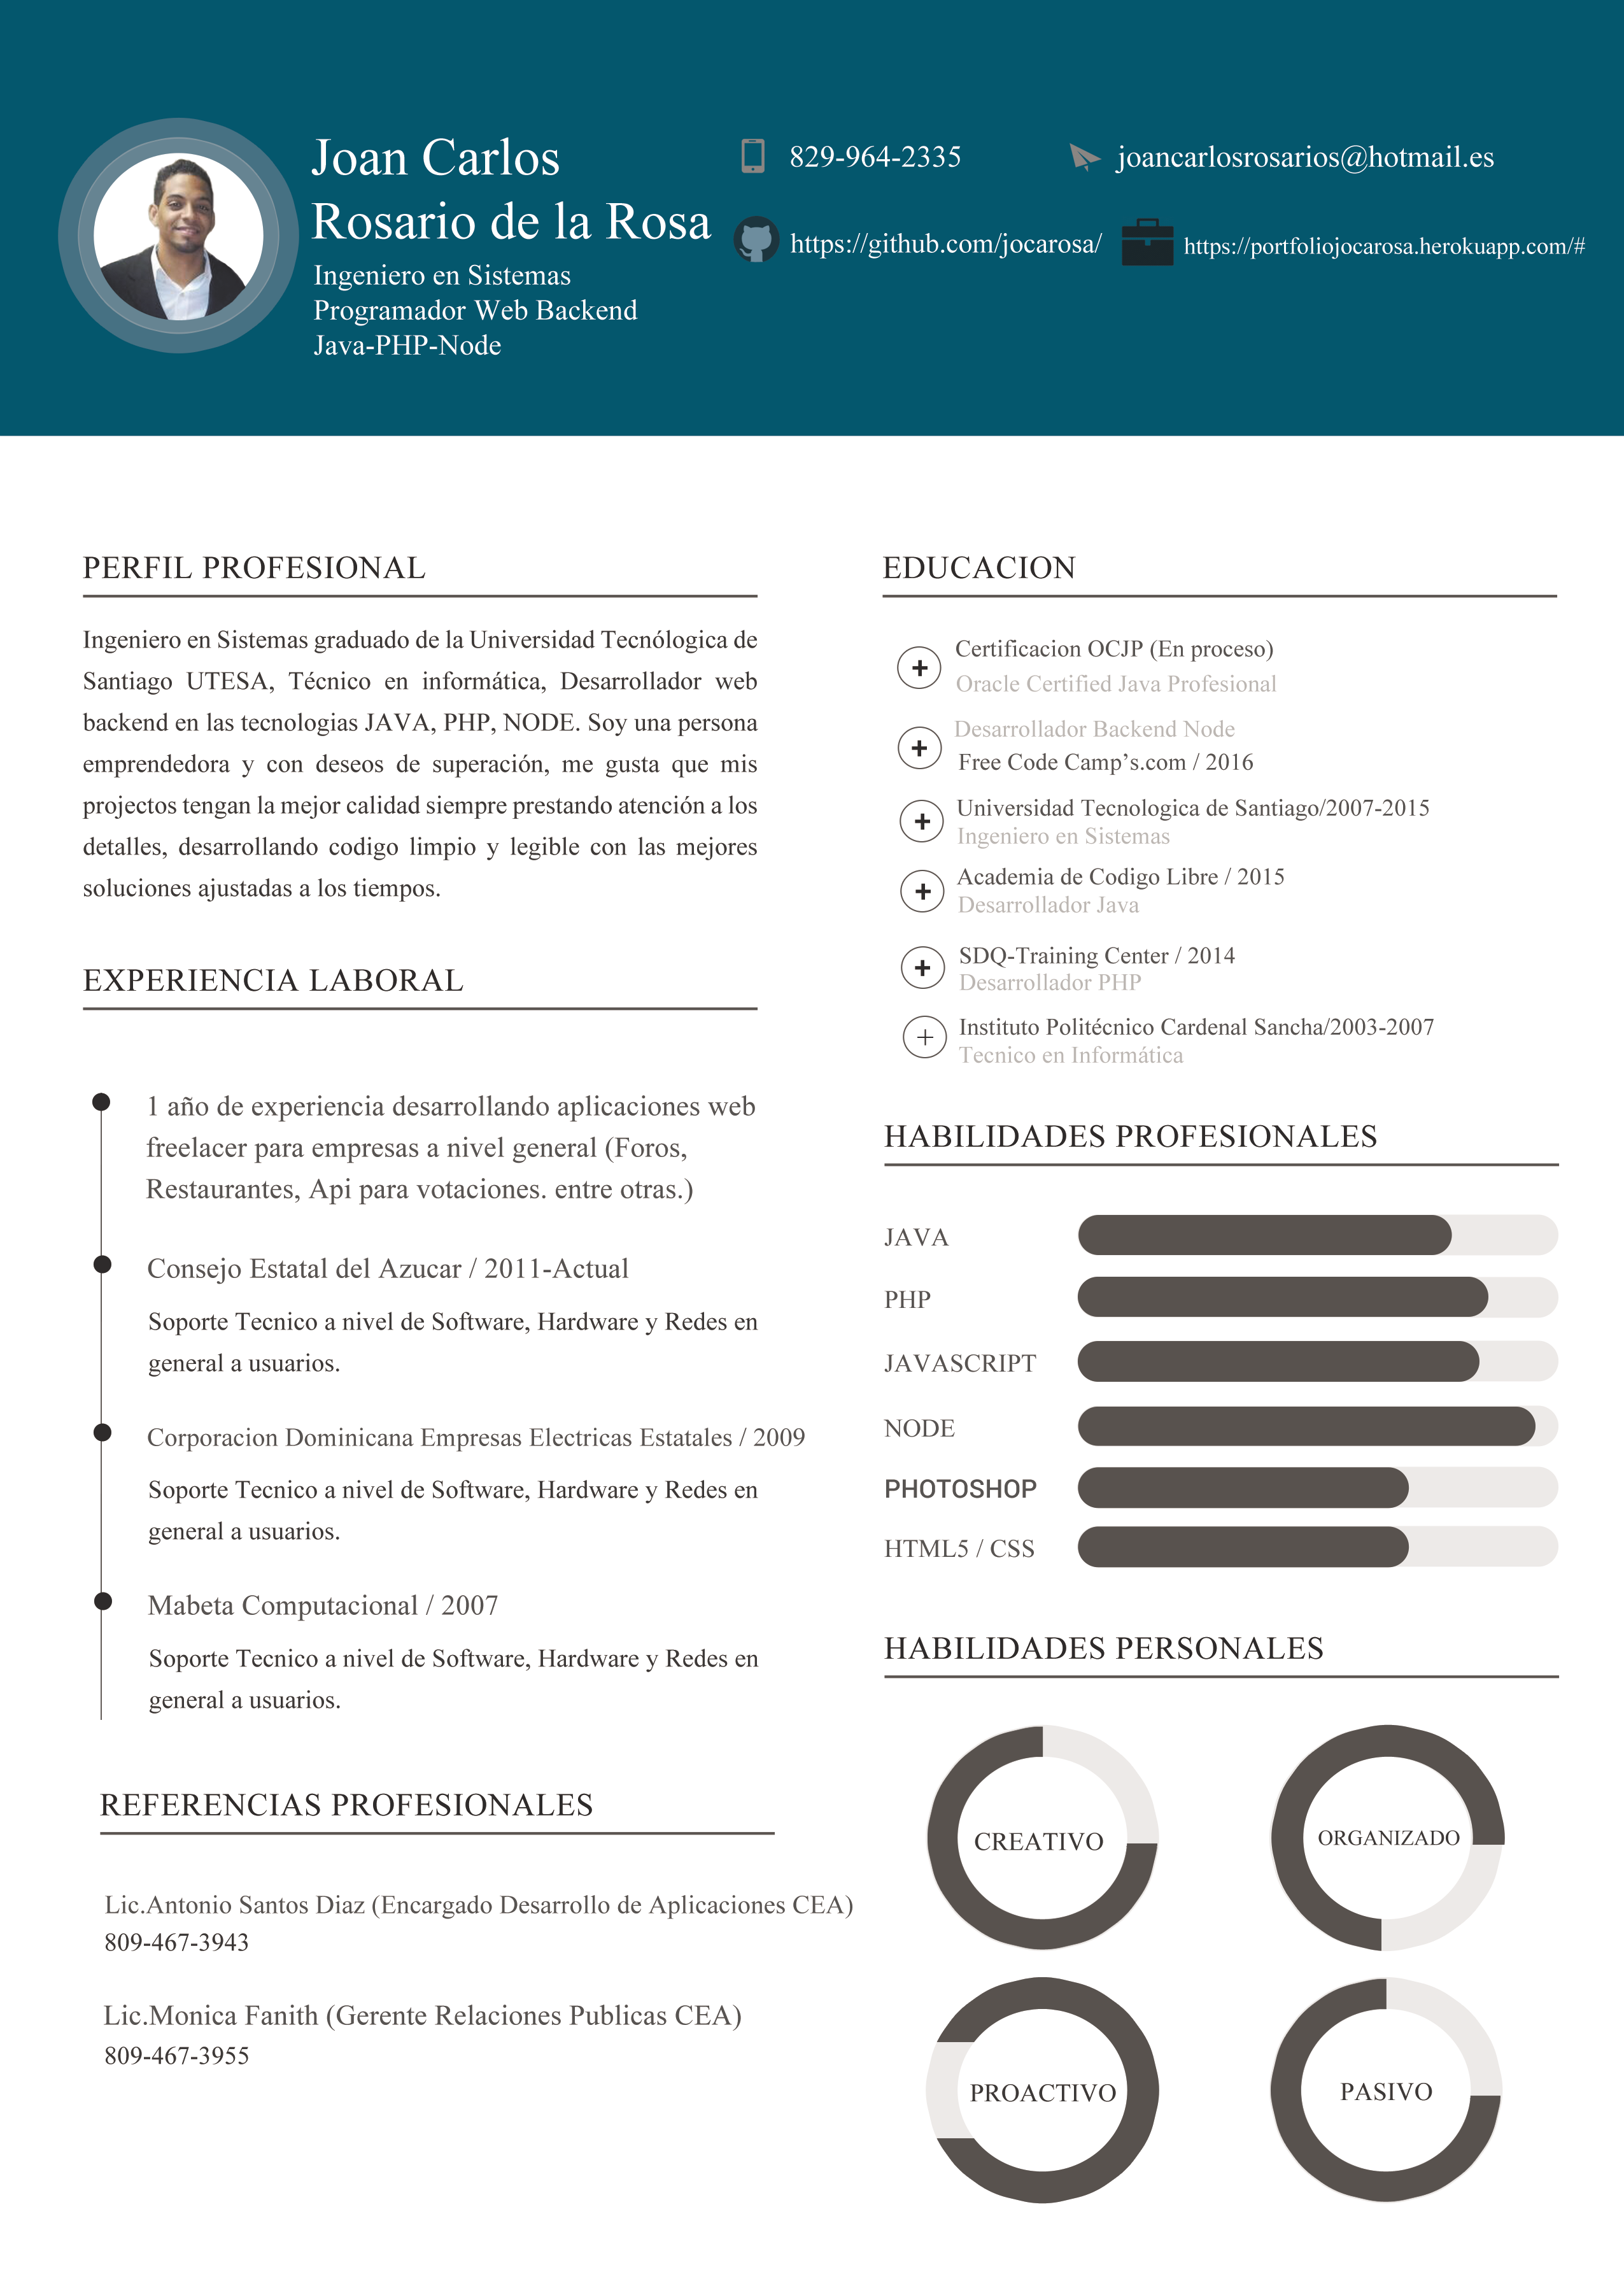 Joan Carlos
Rosario de la Rosa
Ingeniero en Sistemas
Programador Web Backend
Java-PHP-Node
829-964-2335
joancarlosrosarios@hotmail.es
https://github.com/jocarosa/
https://portfoliojocarosa.herokuapp.com/#
PERFIL PROFESIONAL
Ingeniero en Sistemas graduado de la Universidad Tecnólogica de
Santiago UTESA, Técnico en informática, Desarrollador web
backend en las tecnologias JAVA, PHP, NODE. Soy una persona
emprendedora y con deseos de superación, me gusta que mis
projectos tengan la mejor calidad siempre prestando atención a los
detalles, desarrollando codigo limpio y legible con las mejores
soluciones ajustadas a los tiempos.
EXPERIENCIA LABORAL
1 año de experiencia desarrollando aplicaciones web
freelacer para empresas a nivel general (Foros,
Restaurantes, Api para votaciones. entre otras.)
Consejo Estatal del Azucar / 2011-Actual
Soporte Tecnico a nivel de Software, Hardware y Redes en
general a usuarios.
Corporacion Dominicana Empresas Electricas Estatales / 2009
Soporte Tecnico a nivel de Software, Hardware y Redes en
general a usuarios.
Mabeta Computacional / 2007
Soporte Tecnico a nivel de Software, Hardware y Redes en
general a usuarios.
REFERENCIAS PROFESIONALES
Lic.Antonio Santos Diaz (Encargado Desarrollo de Aplicaciones CEA)
809-467-3943
Lic.Monica Fanith (Gerente Relaciones Publicas CEA)
809-467-3955
EDUCACION
Certificacion OCJP (En proceso)
Oracle Certified Java Profesional
Desarrollador Backend Node
Free Code Camp’s.com / 2016
Universidad Tecnologica de Santiago/2007-2015
Ingeniero en Sistemas
Academia de Codigo Libre / 2015
Desarrollador Java
SDQ-Training Center / 2014
Desarrollador PHP
Instituto Politécnico Cardenal Sancha/2003-2007
Tecnico en Informática
HABILIDADES PROFESIONALES
JAVA
PHP
JAVASCRIPT
NODE
PHOTOSHOP
HTML5 / CSS
HABILIDADES PERSONALES
CREATIVO
ORGANIZADO
PROACTIVO
PASIVO